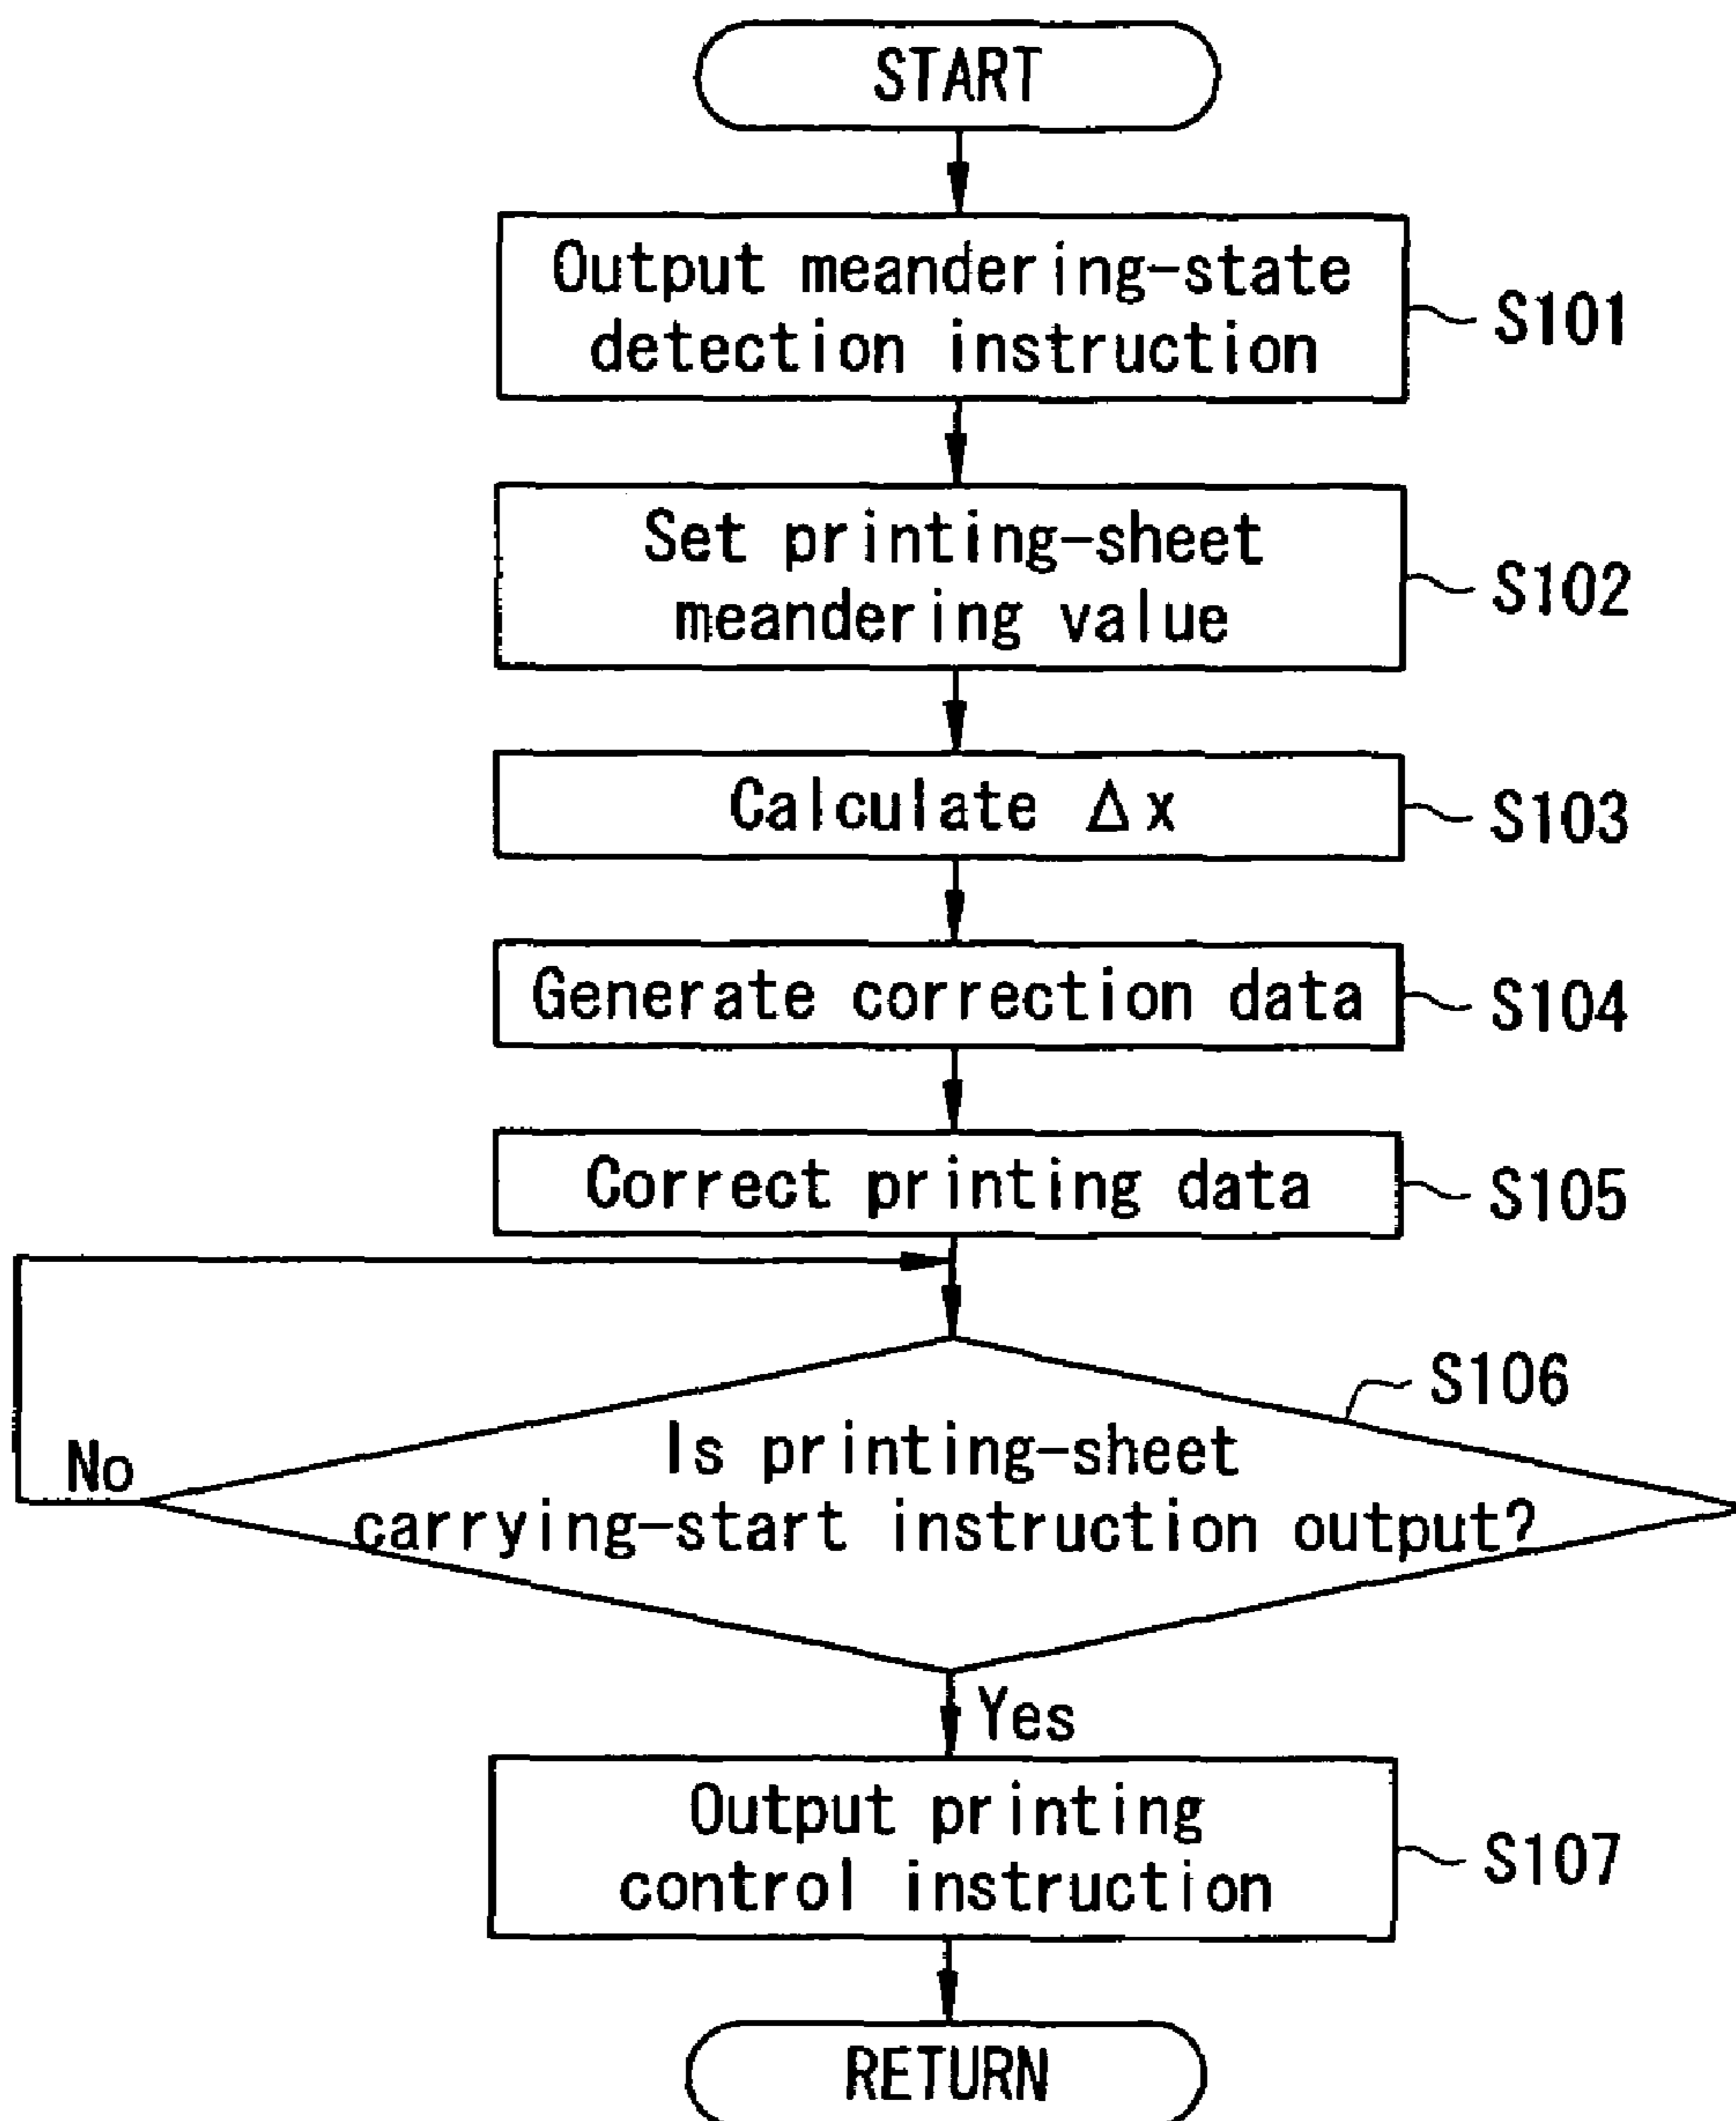 START
Output meandering-state
detection instruction
S101
Set printing-sheet
meandering value
S102
Calculate Δx
S103
Generate correction data
S104
Correct printing data
S105
S106
Is printing-sheet
carrying-start instruction output?
No
Yes
Output printing
control instruction
S107
RETURN